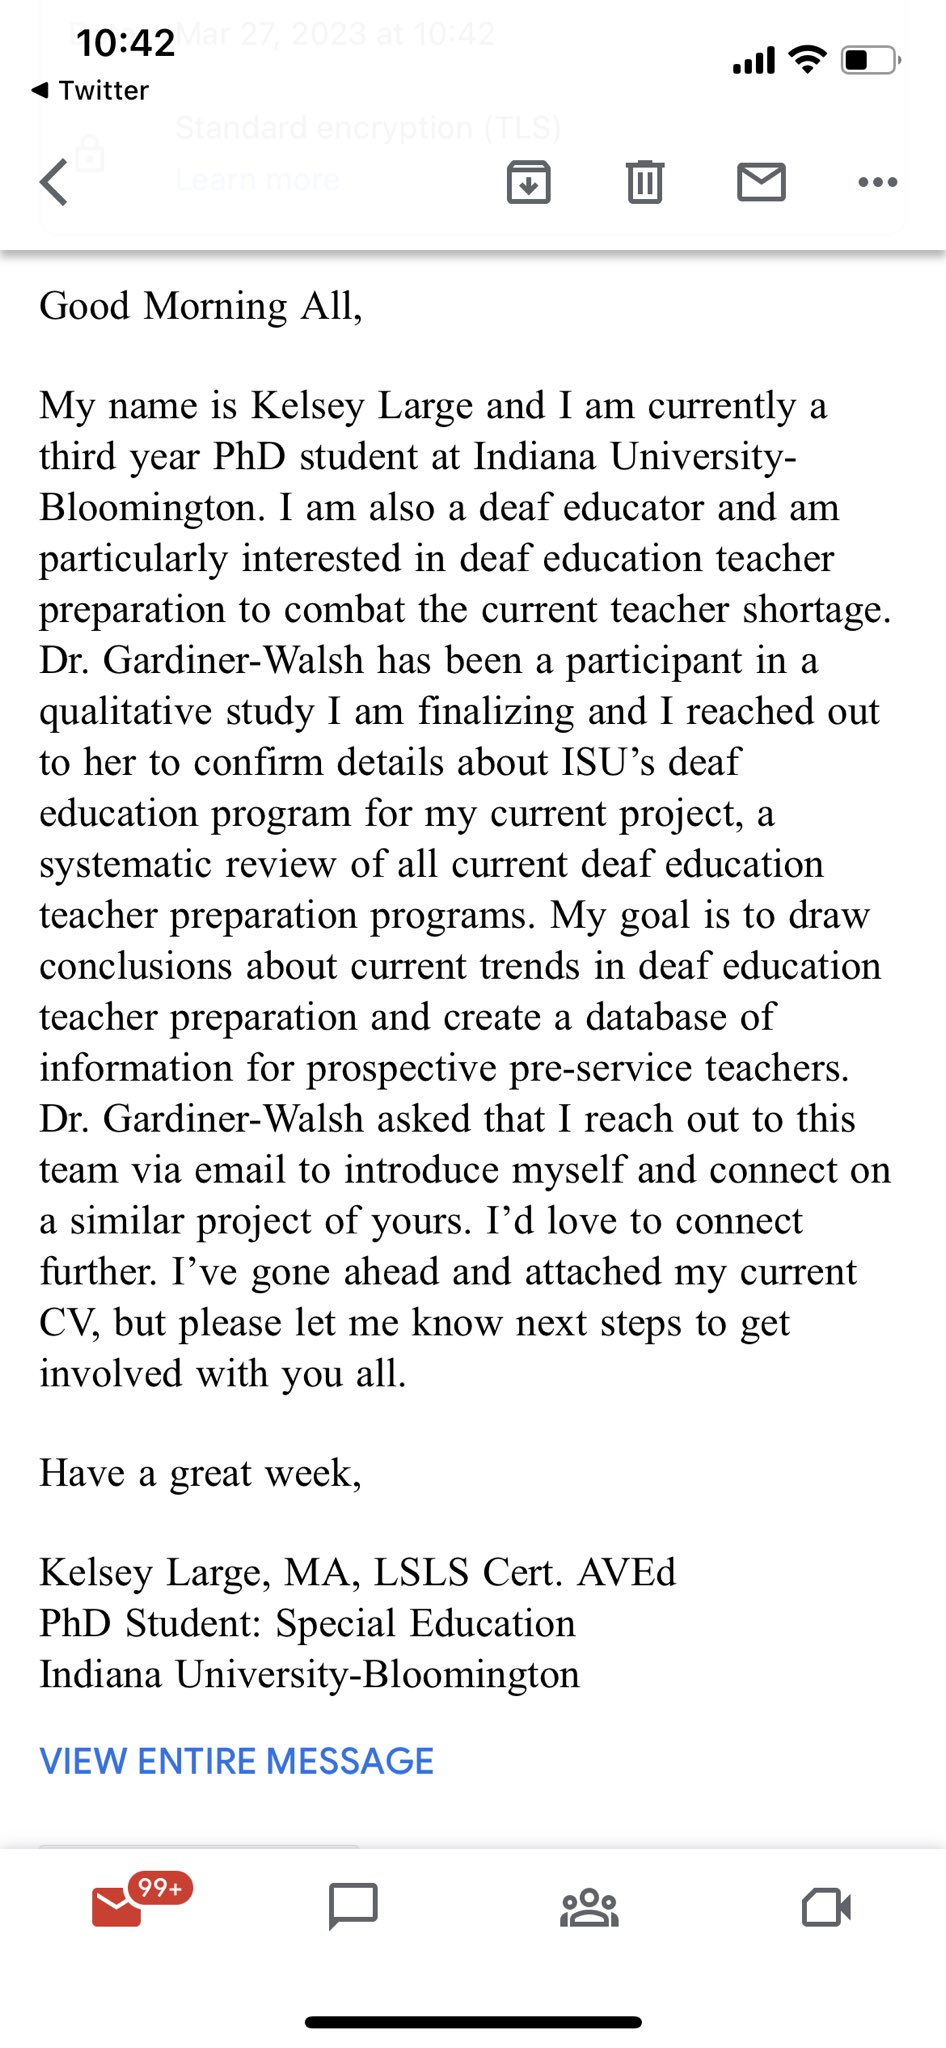 Mar 27, 2023 at 10:42
10:42
Twitter
Standard encryption (TLS)
Learn more
Good Morning All,
My name is Kelsey Large and I am currently a
third year PhD student at Indiana University-
Bloomington. I am also a deaf educator and am
particularly interested in deaf education teacher
preparation to combat the current teacher shortage.
Dr. Gardiner-Walsh has been a participant in a
qualitative study I am finalizing and I reached out
to her to confirm details about ISU’s deaf
education program for my current project, a
systematic review of all current deaf education
teacher preparation programs. My goal is to draw
conclusions about current trends in deaf education
teacher preparation and create a database of
information for prospective pre-service teachers.
Dr. Gardiner-Walsh asked that I reach out to this
team via email to introduce myself and connect on
a similar project of yours. I’d love to connect
further. I’ve gone ahead and attached my current
CV, but please let me know next steps to get
involved with you all.
Have a great week,
Kelsey Large, MA, LSLS Cert. AVEd
PhD Student: Special Education
Indiana University-Bloomington
VIEW ENTIRE MESSAGE
99+